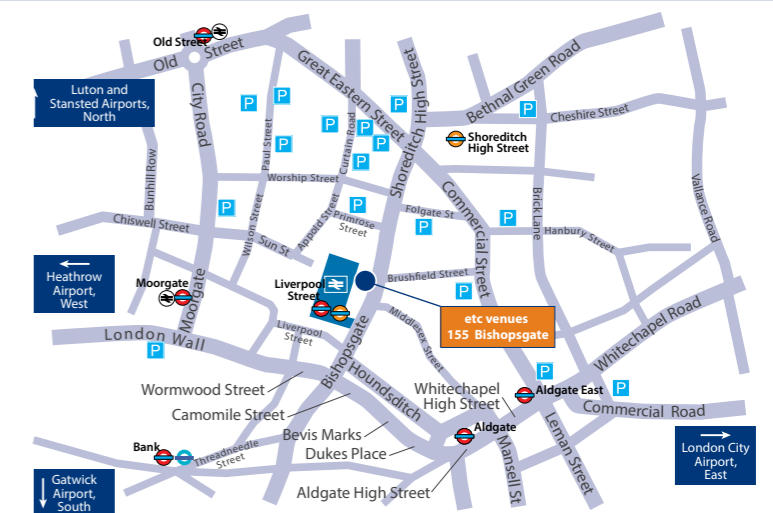 Old Street
Old Street
Luton and
Stansted Airports,
North
City Road
Great Eastern Street
Shoreditch High Street
Bethnal Green Road
Cheshire Street
P
P
P
P
P
P
P
P
P
Shoreditch
High Street
Paul Street
Curtain Road
Bunhill Row
Worship Street
Vallance Road
P
P
P
P
Chiswell Street
Wilson Street
Sun St
Appold Street
Primrose
Street
Folgate St
Commercial Street
Brick Lane
Hanbury Street
Heathrow
Airport,
West
Moorgate
Moorgate
Liverpool
Street
Brushfield Street
P
etc venues
155 Bishopsgate
London Wall
P
Liverpool
Street
Bishopsgate
Middlesex Street
Whitechapel Road
Wormwood Street
Houndsditch
Whitechapel
High Street
P
Aldgate East
P
Camomile Street
Commercial Road
Bevis Marks
Aldgate
Dukes Place
Bank
Threadneedle
Street
Mansell St
Leman Street
London City
Airport,
East
Gatwick
Airport,
South
Aldgate High Street